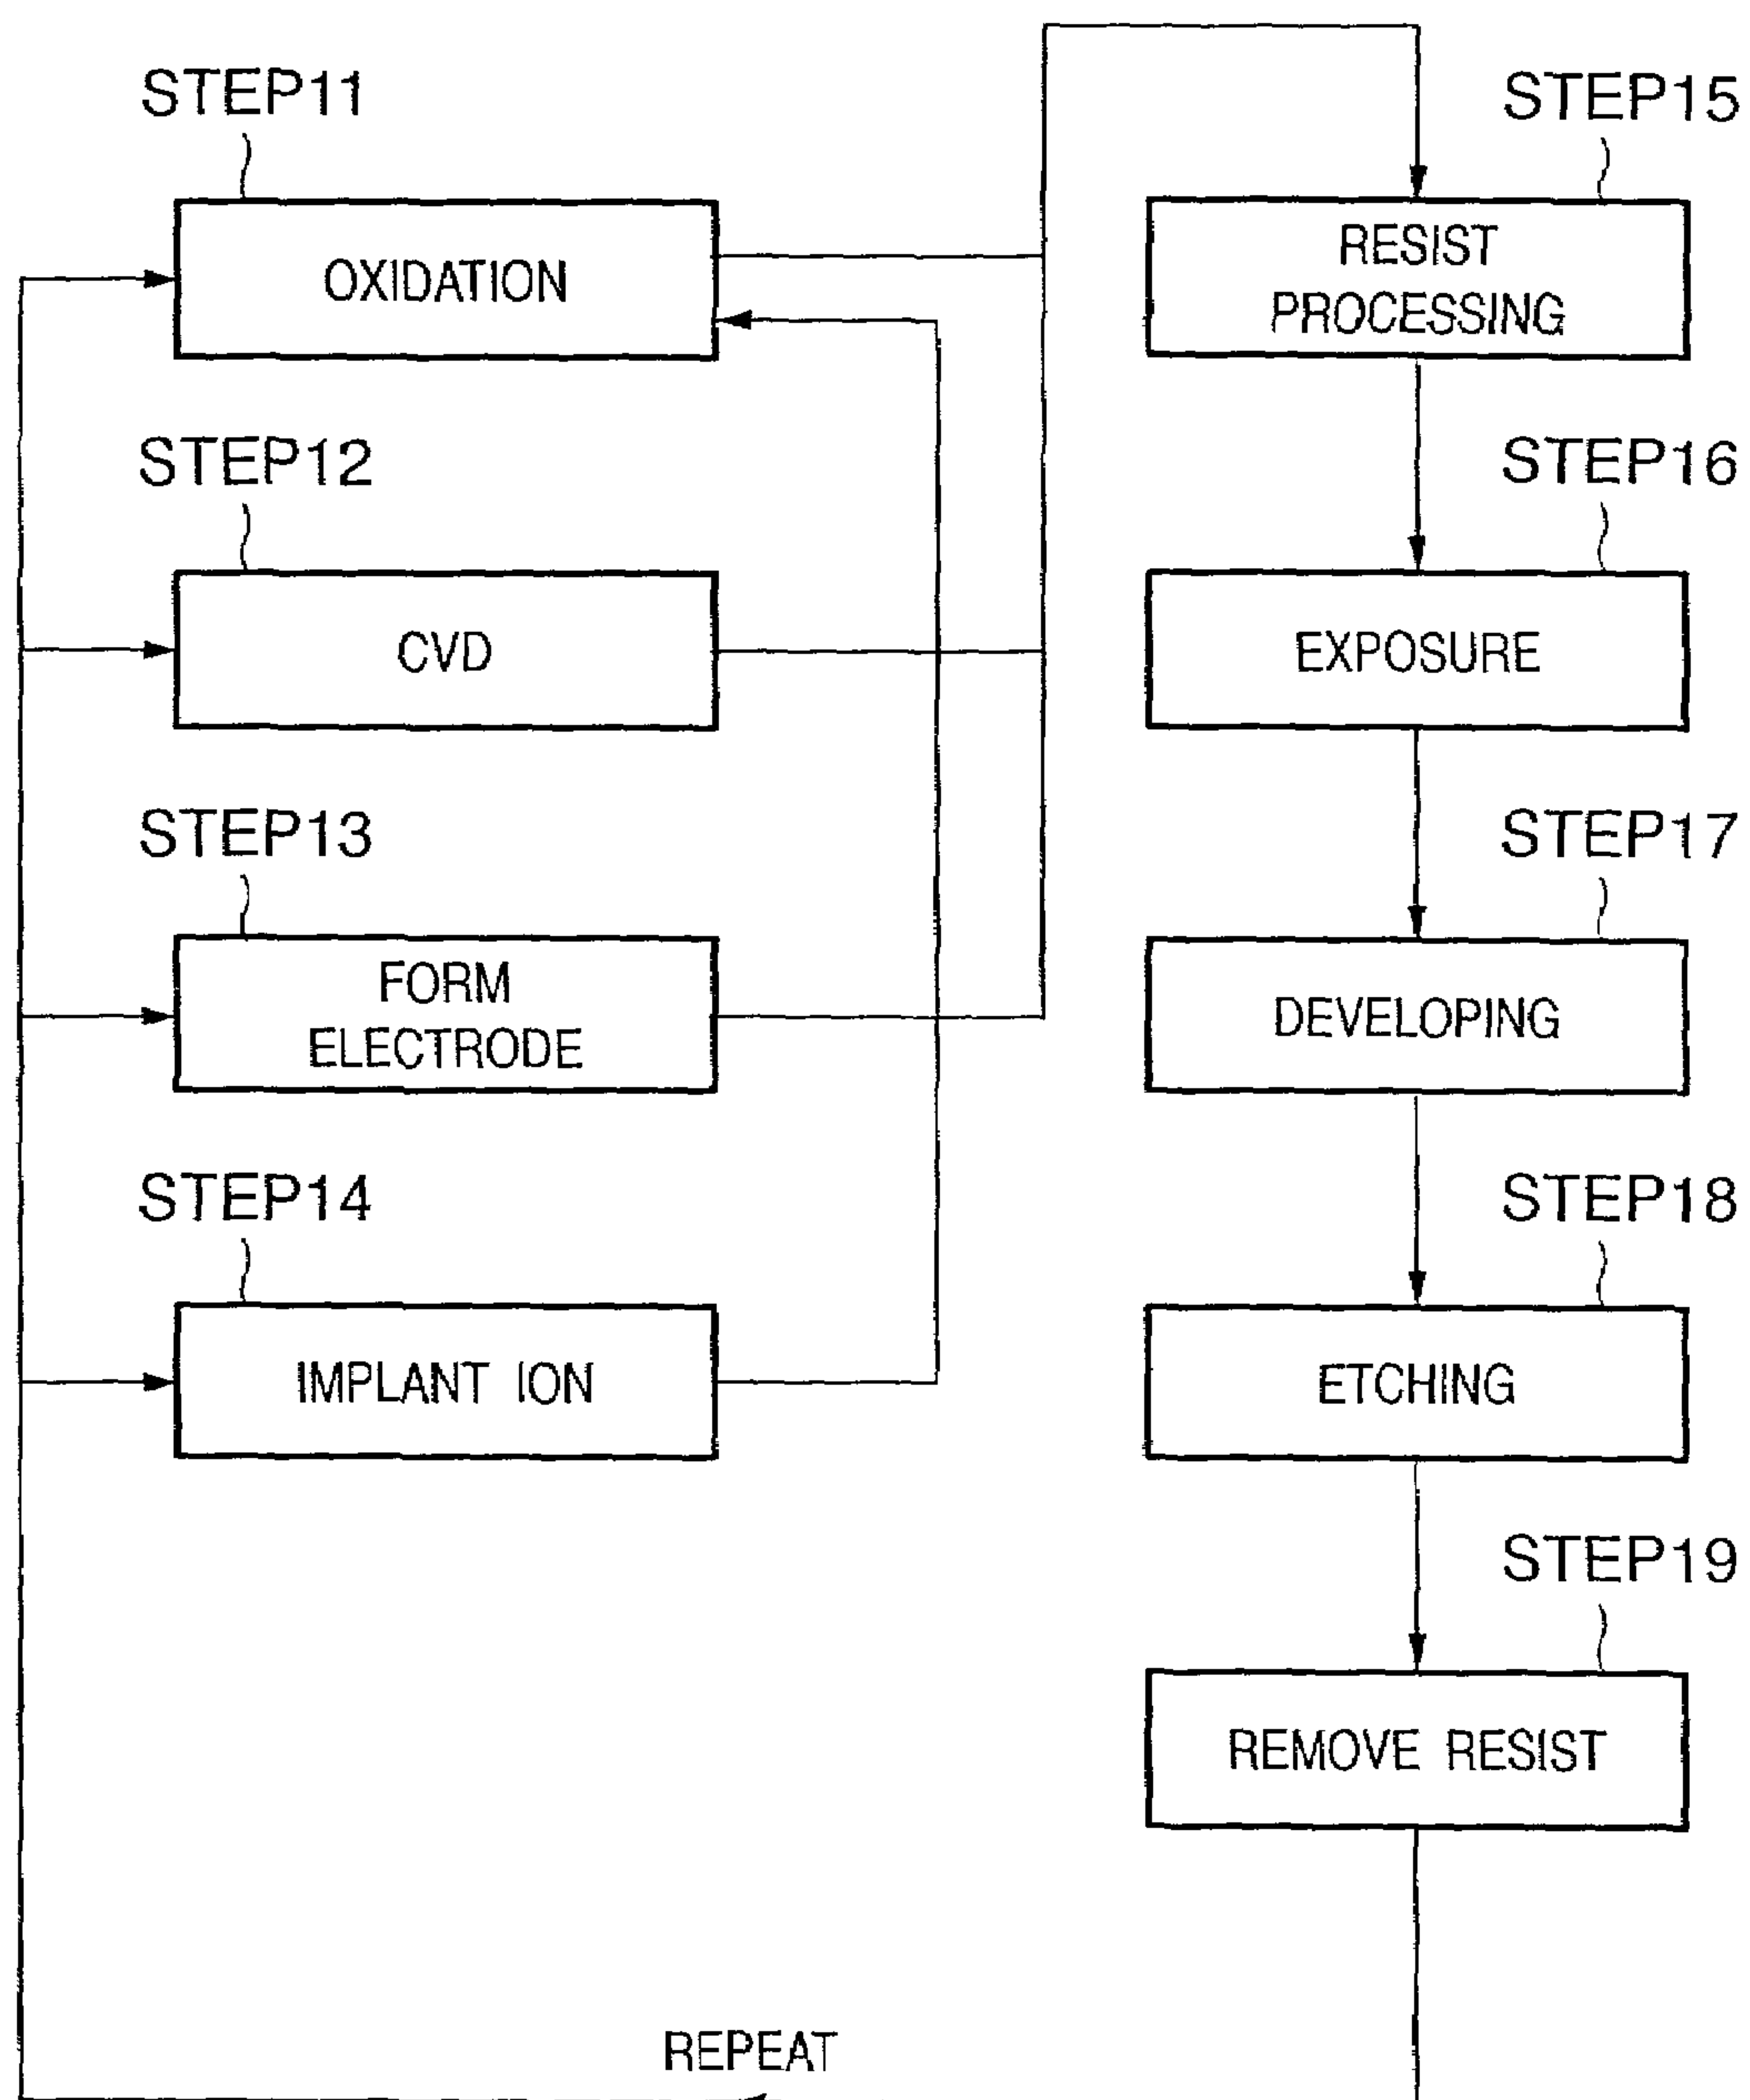 STEP11
OXIDATION
STEP12
CVD
STEP13
FORM
ELECTRODE
STEP14
IMPLANT ION
STEP15
RESIST
PROCESSING
STEP16
EXPOSURE
STEP17
DEVELOPING
STEP18
ETCHING
STEP19
REMOVE RESIST
REPEAT